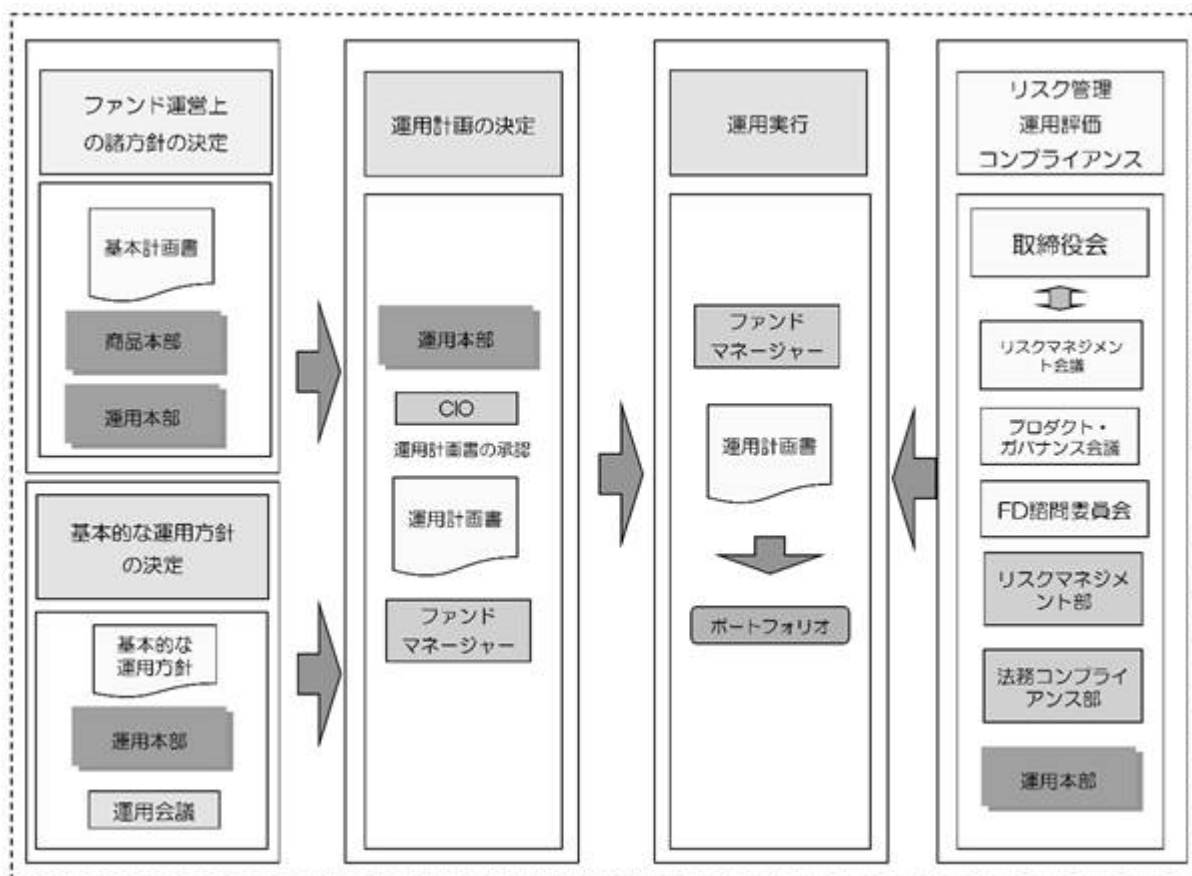 ファンド運営上
の諸方針の決定
基本計画書
商品本部
運用本部
基本的な運用方針
の決定
基本的な
運用方針
運用本部
運用会議
運用計画の決定
運用本部
CIO
運用計画書の承認
運用計画書
ファンド
マネージャー
運用実行
ファンド
マネージャー
運用計画書
ポートフォリオ
リスク管理
運用評価
コンプライアンス
取締役会
リスクマネジメン
ト会議
プロダクト・
ガバナンス会議
FD諮問委員会
リスクマネジメ
ント部
法務コンプライ
アンス部
運用本部